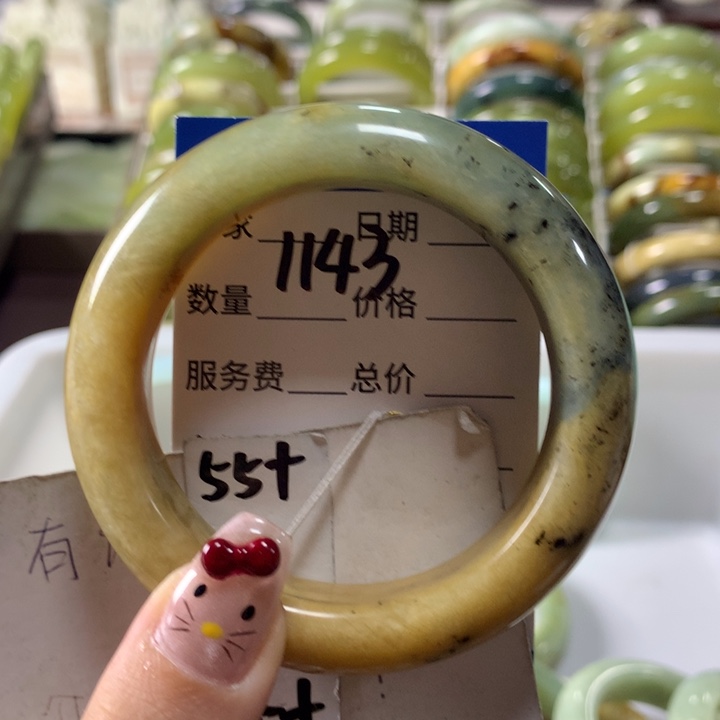 家 日期
1143
数量 价格
服务费 总价
55+
有